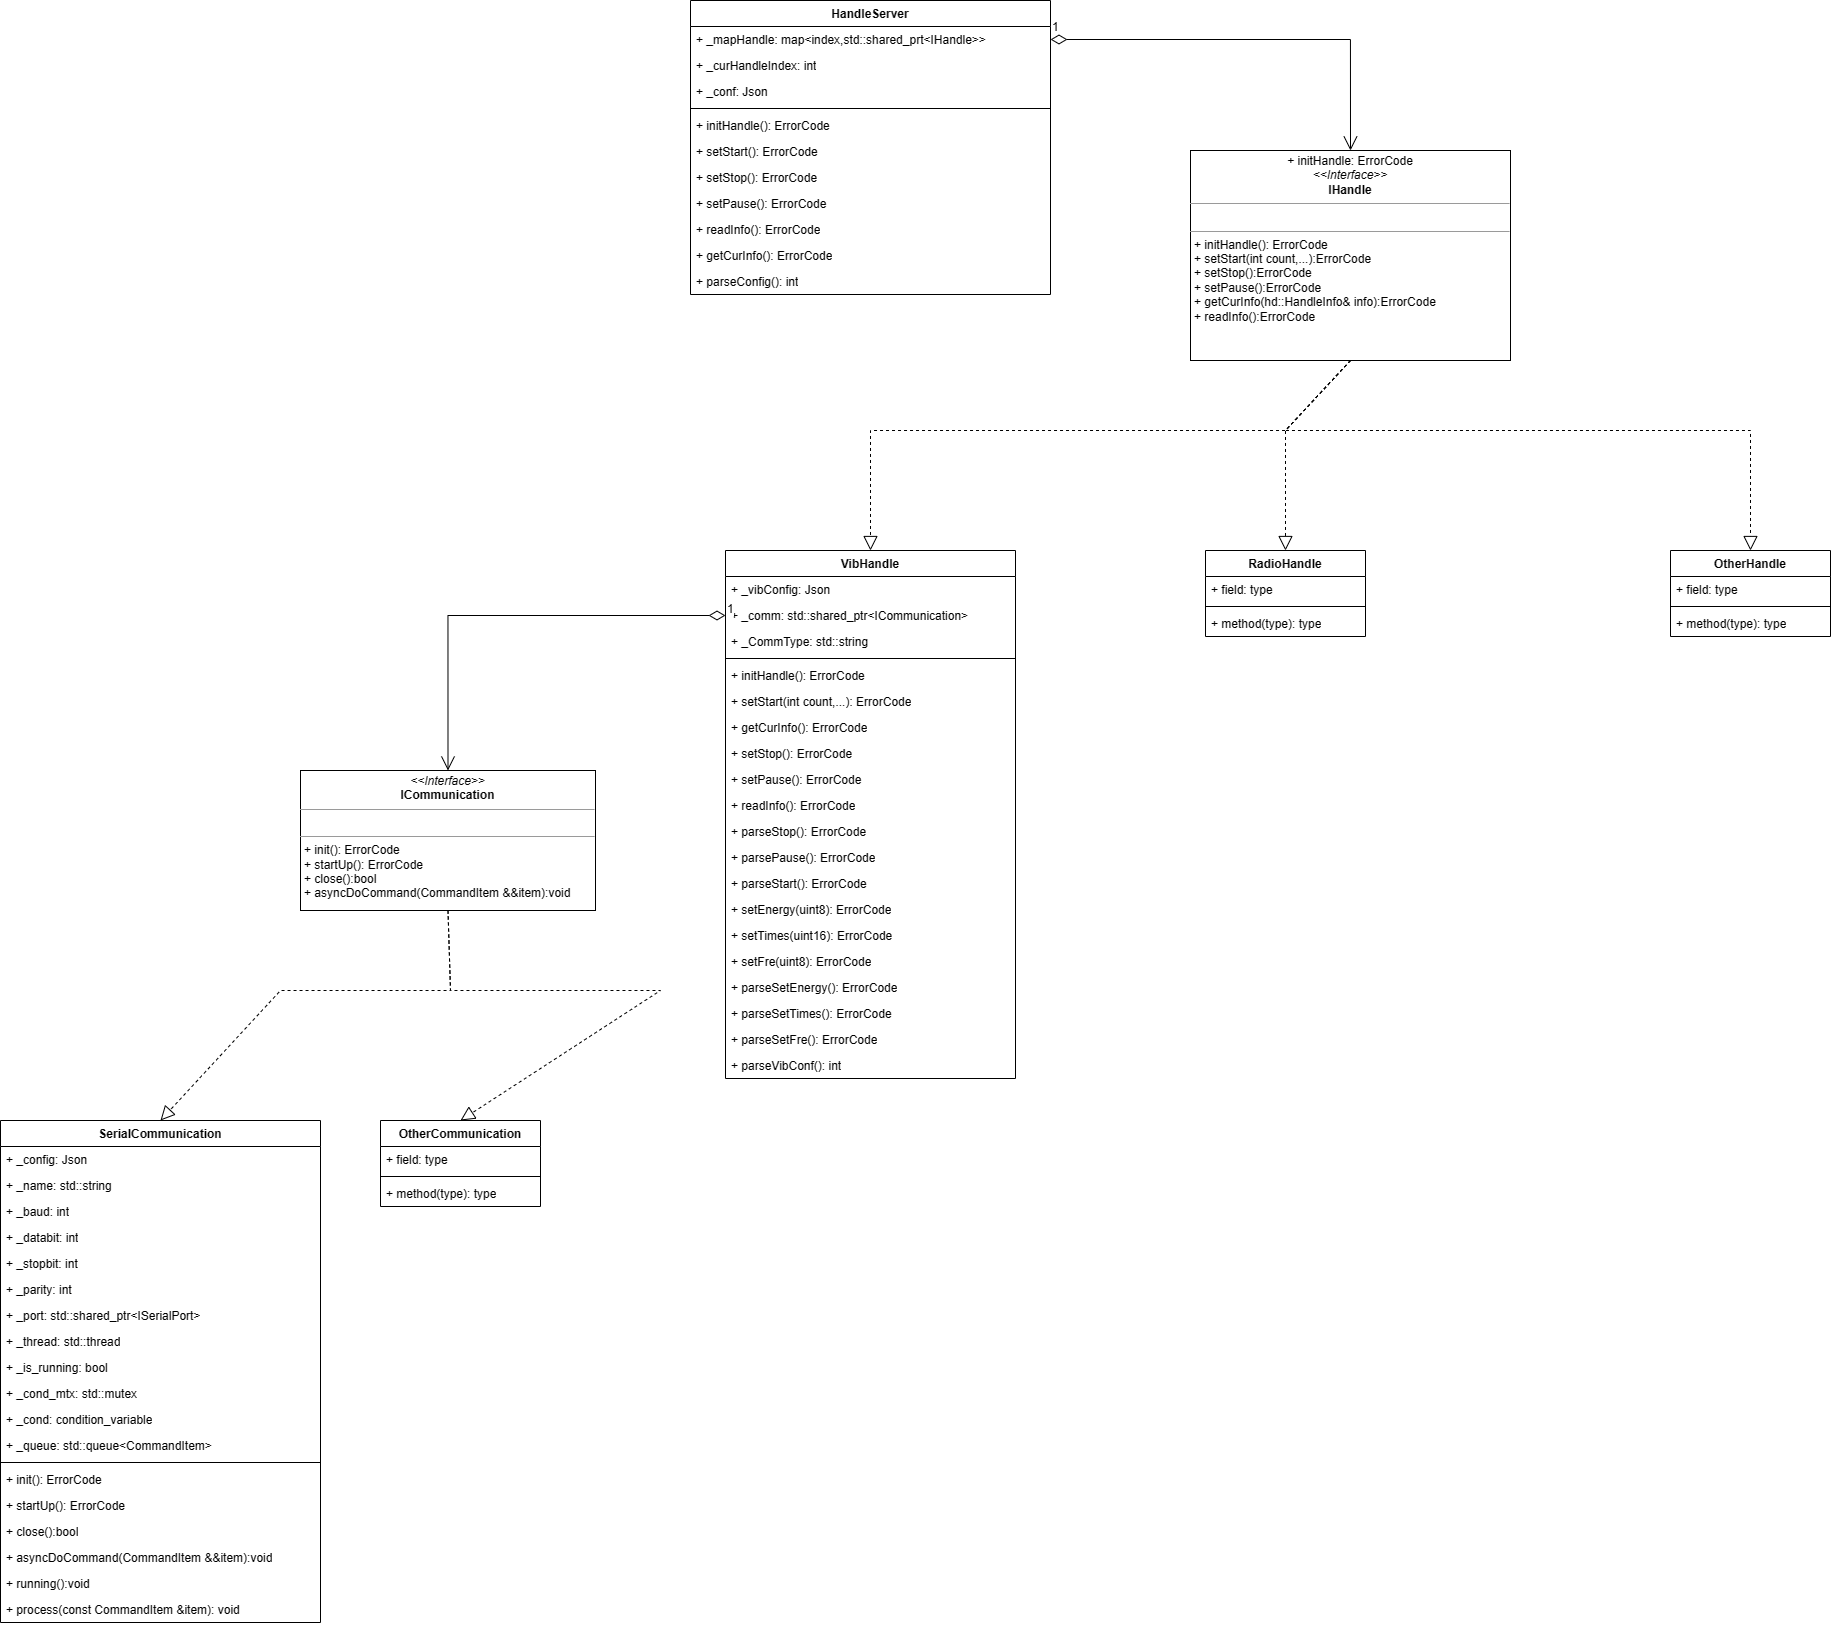 HandleServer
+ _mapHandle: map<index,std::shared_prt<IHandle>>
+ _curHandleIndex: int
+ _conf: Json
+ initHandle(): ErrorCode
+ setStart(): ErrorCode
+ setStop(): ErrorCode
+ setPause(): ErrorCode
+ readInfo(): ErrorCode
+ getCurInfo(): ErrorCode
+ parseConfig(): int
1
+ initHandle: ErrorCode
<<Interface>>
IHandle
+ initHandle(): ErrorCode
+ setStart(int count,...):ErrorCode
+ setStop():ErrorCode
+ setPause():ErrorCode
+ getCurInfo(hd::HandleInfo& info):ErrorCode
+ readInfo():ErrorCode
VibHandle
+ _vibConfig: Json
1
+ _comm: std::shared_ptr<ICommunication>
+ _CommType: std::string
+ initHandle(): ErrorCode
+ setStart(int count,...): ErrorCode
+ getCurInfo(): ErrorCode
+ setStop(): ErrorCode
+ setPause(): ErrorCode
+ readInfo(): ErrorCode
+ parseStop(): ErrorCode
+ parsePause(): ErrorCode
+ parseStart(): ErrorCode
+ setEnergy(uint8): ErrorCode
+ setTimes(uint16): ErrorCode
+ setFre(uint8): ErrorCode
+ parseSetEnergy(): ErrorCode
+ parseSetTimes(): ErrorCode
+ parseSetFre(): ErrorCode
+ parseVibConf(): int
RadioHandle
+ field: type
+ method(type): type
OtherHandle
+ field: type
+ method(type): type
<<Interface>>
ICommunication
+ init(): ErrorCode
+ startUp(): ErrorCode
+ close():bool
+ asyncDoCommand(CommandItem &&item):void
SerialCommunication
+ _config: Json
+ _name: std::string
+ _baud: int
+ _databit: int
+ _stopbit: int
+ _parity: int
+ _port: std::shared_ptr<ISerialPort>
+ _thread: std::thread
+ _is_running: bool
+ _cond_mtx: std::mutex
+ _cond: condition_variable
+ _queue: std::queue<CommandItem>
+ init(): ErrorCode
+ startUp(): ErrorCode
+ close():bool
+ asyncDoCommand(CommandItem &&item):void
+ running():void
+ process(const CommandItem &item): void
OtherCommunication
+ field: type
+ method(type): type